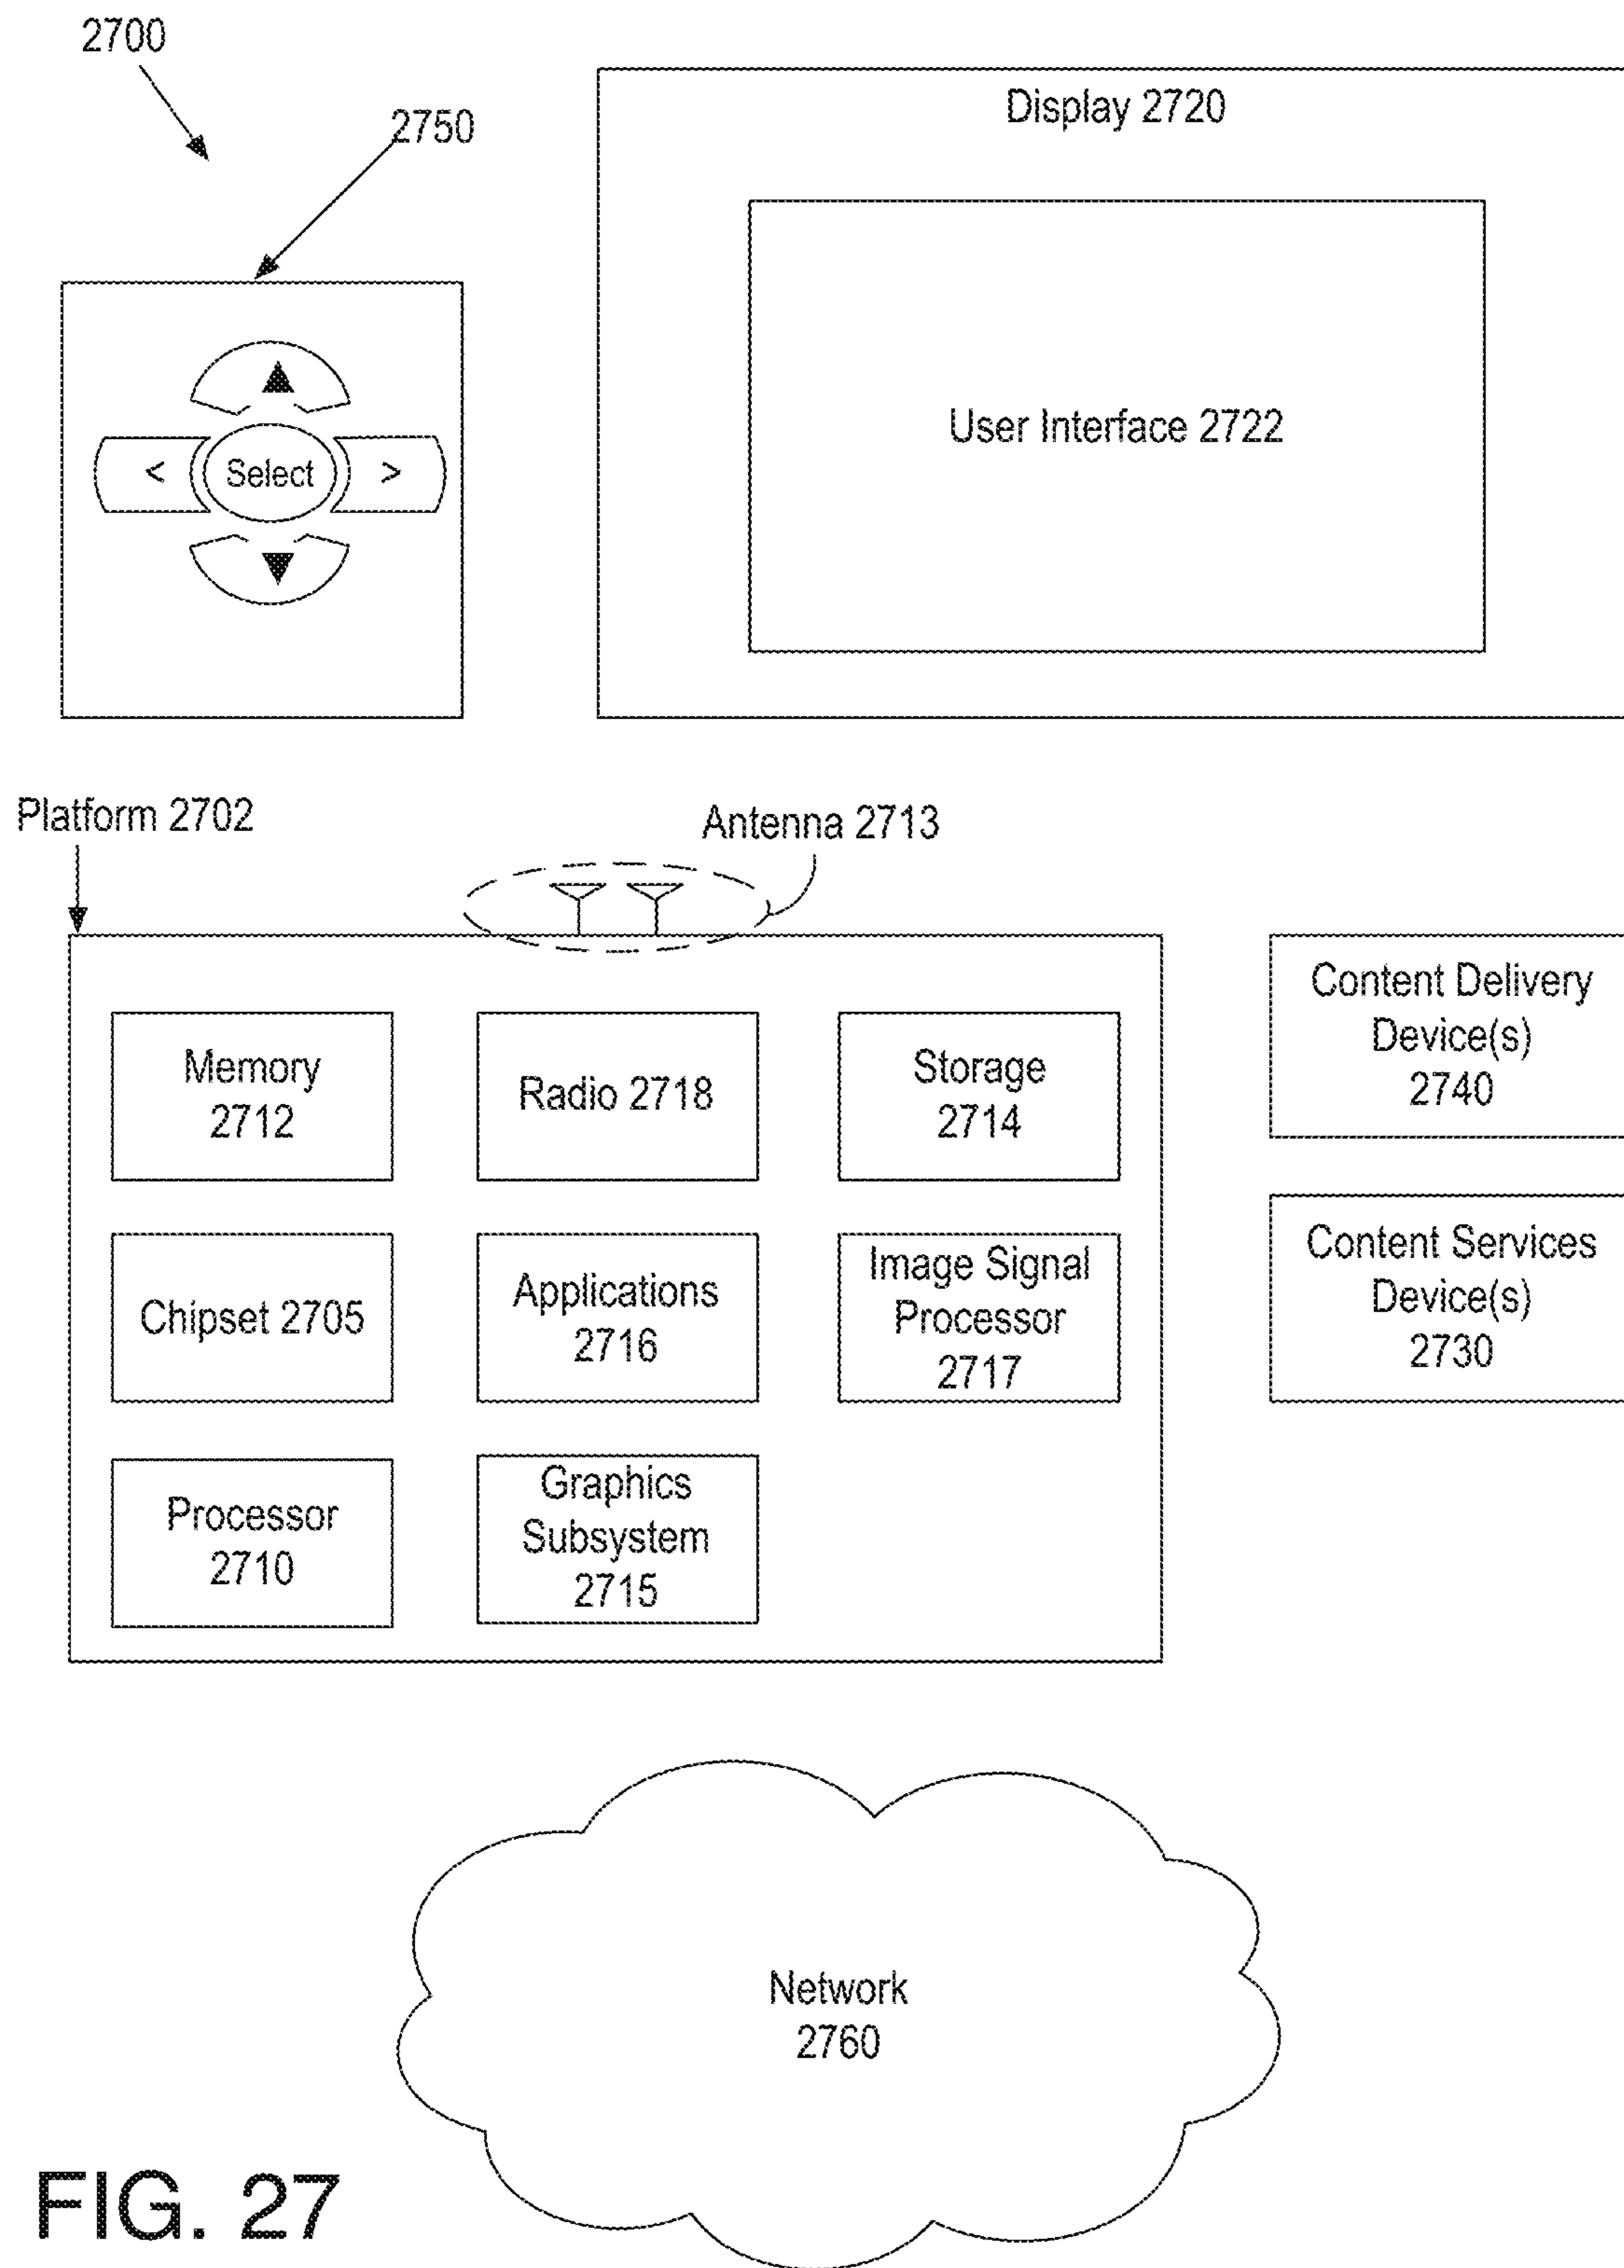 2700
2750
Display 2720
User Interface 2722
<
Select
>
Platform 2702
Antenna 2713
Memory
2712
Radio 2718
Storage
2714
Content Delivery
Device(s)
2740
Chipset 2705
Applications
2716
Image Signal
Processor
2717
Content Services
Device(s)
2730
Processor
2710
Graphics
Subsystem
2715
Network
2760
FIG. 27